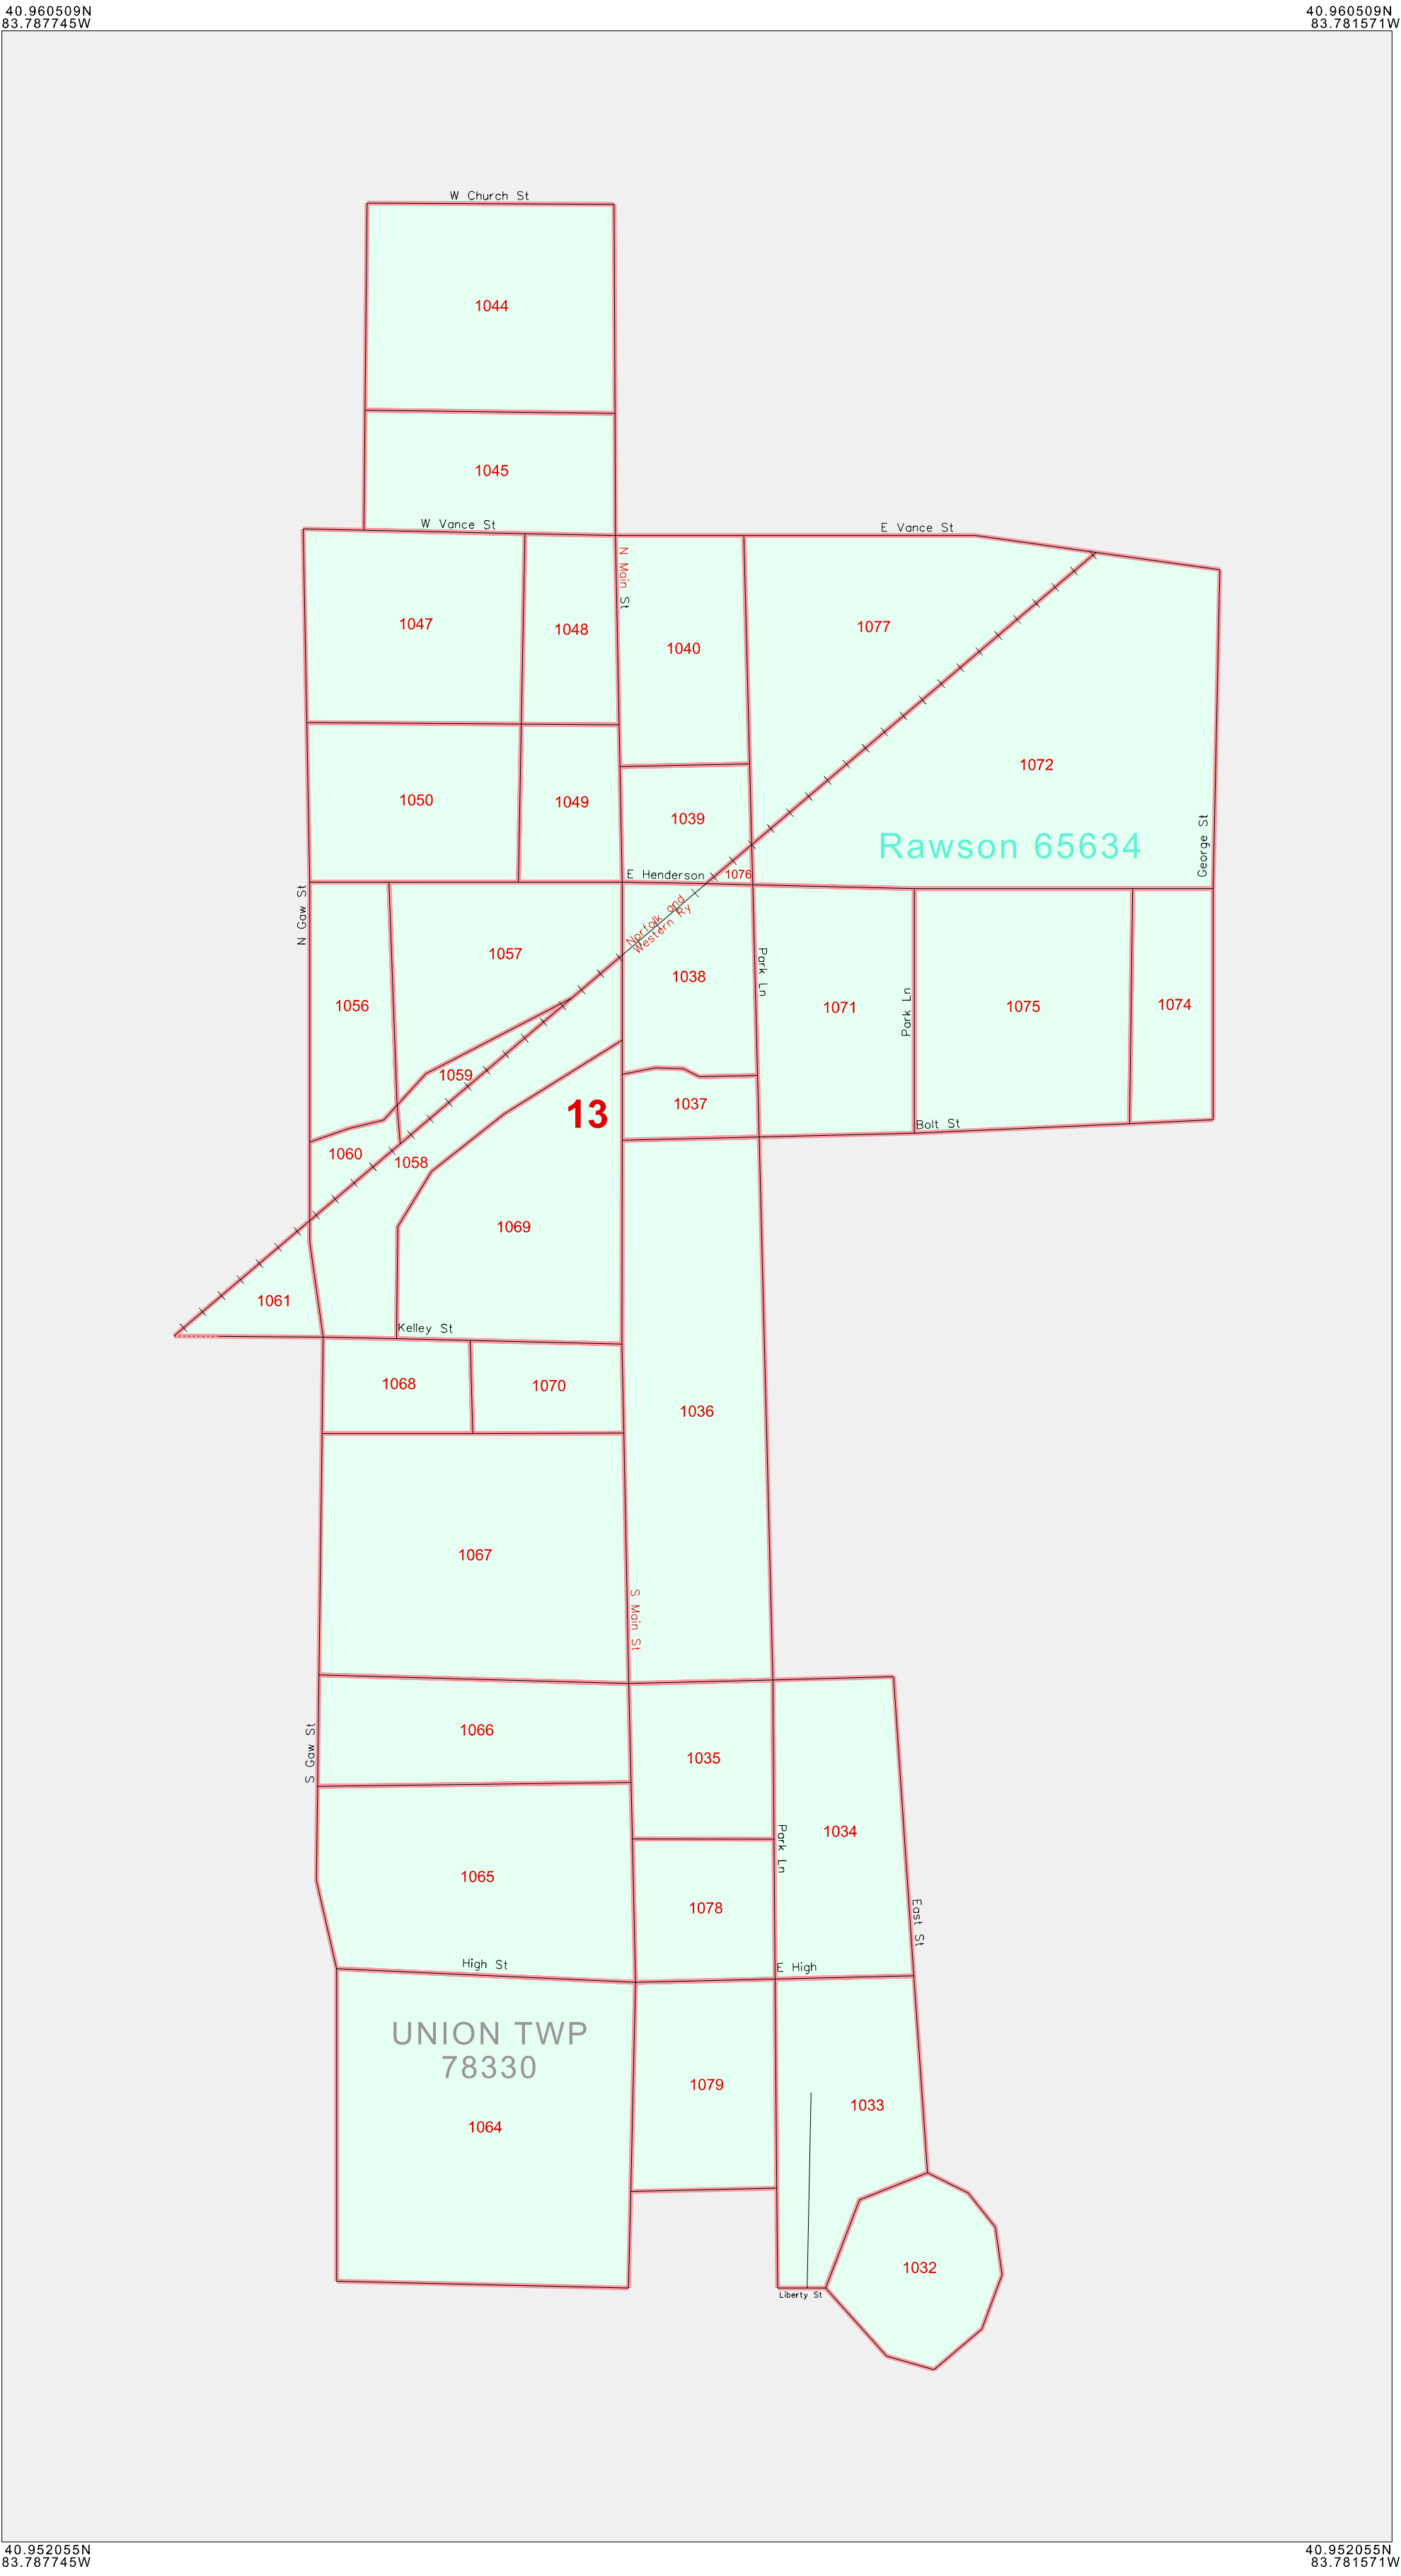 40.960509N
83.787745W
40.960509N
83.781571W
W Church St
1044
1045
W Vance St
E Vance St
N Main St
1047
1048
1040
1077
1072
1050
1049
1039
Rawson 65634
George St
E Henderson
1076
N Gaw St
Norfolk and
Western Ry
1057
1038
Park Ln
1056
1071
Park Ln
1075
1074
1059
1037
13
Bolt St
1060
1058
1069
1061
Kelley St
1068
1070
1036
1067
S Main St
1066
S Gaw St
1035
1034
Park Ln
1065
1078
East St
High St
E High
UNION TWP
78330
1079
1033
1064
1032
Liberty St
40.952055N
83.787745W
40.952055N
83.781571W